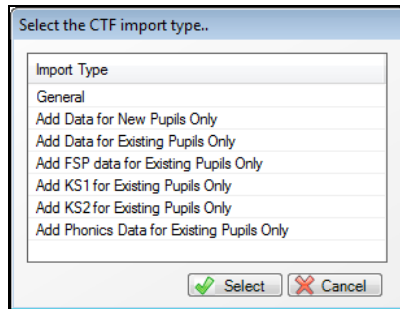 Select the CTF import type..
Import Type
General
Add Data for New Pupils Only
Add Data for Existing Pupils Only
Add FSP data for Existing Pupils Only
Add KS1 for Existing Pupils Only
Add KS2 for Existing Pupils Only
Add Phonics Data for Existing Pupils Only
Select Cancel